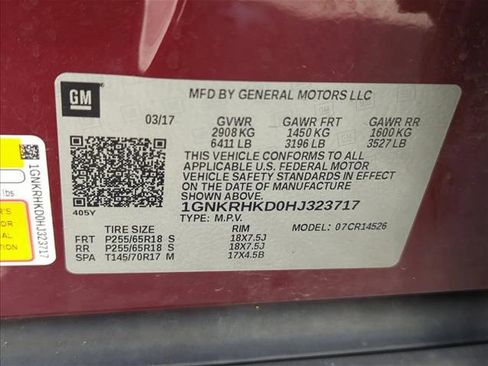 GM
MFD BY GENERAL MOTORS LLC
03/17 GVWR GAWR FRT GAWR RR
2908 KG 1450 KG 1600 KG
6411 LB 3196 LB 3527 LB
THIS VEHICLE CONFORMS TO ALL
APPLICABLE U.S. FEDERAL MOTOR
VEHICLE SAFETY STANDARDS IN EFFECT
ON THE DATE OF MANUFACTURE
SHOWN ABOVE.
1GNKRHKD0HJ323717
405Y TYPE: M.P.V.
TIRE SIZE RIM MODEL: 07CR14526
FRT P255/65R18 S 18X7.5J
RR P255/65R18 S 18X7.5J
SPA T145/70R17 M 17X4.5B
lbs
1GNKRHKD0HJ323717